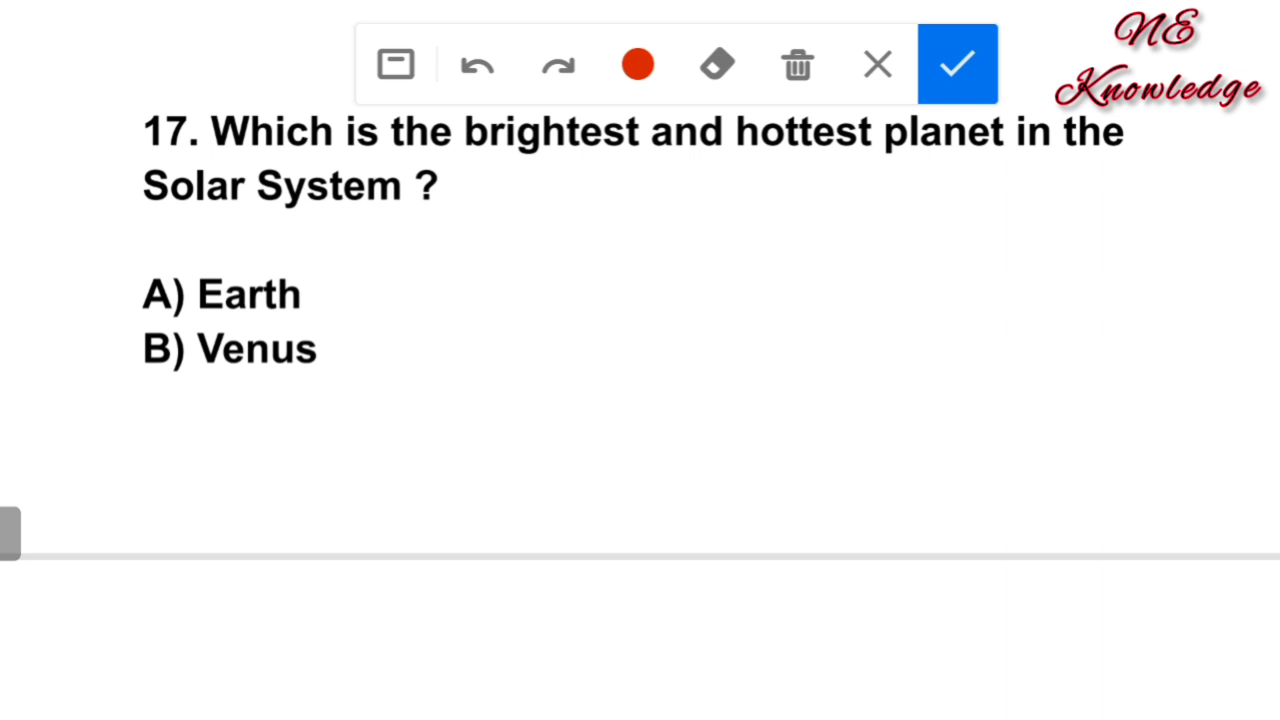 NE
Knowledge
17. Which is the brightest and hottest planet in the
Solar System ?
A) Earth
B) Venus